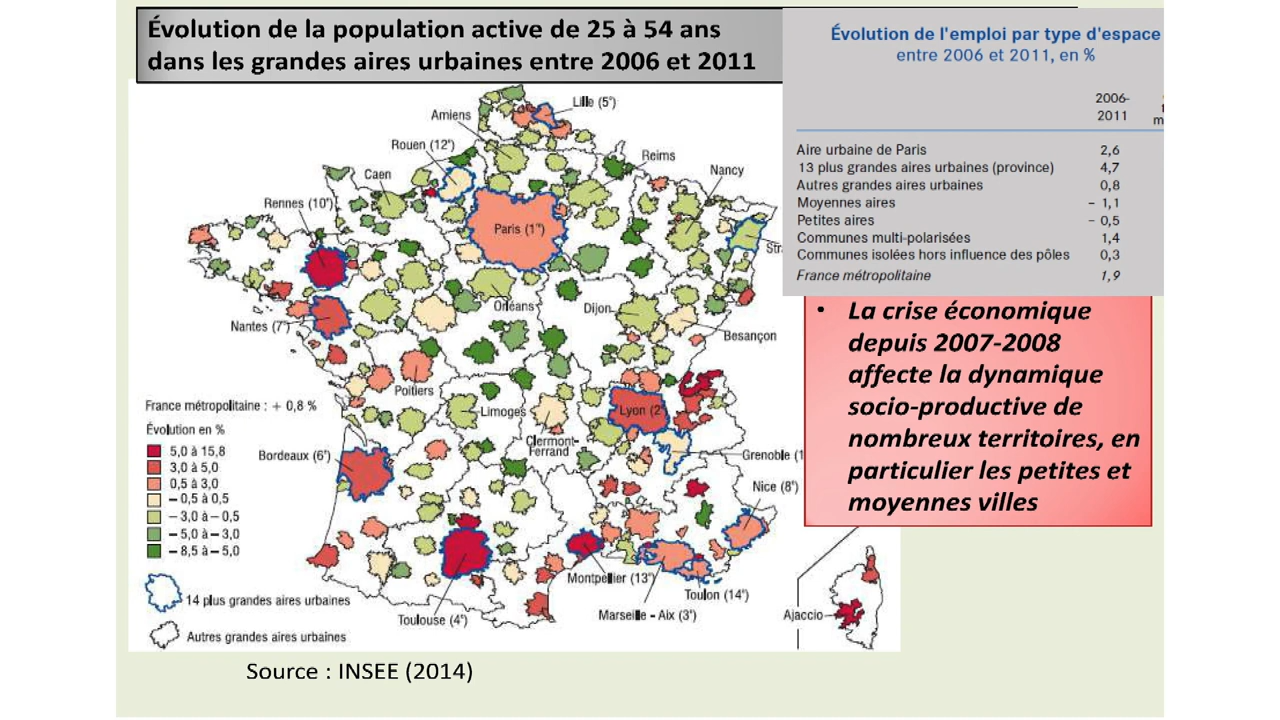 Évolution de la population active de 25 à 54 ans
dans les grandes aires urbaines entre 2006 et 2011
Évolution de l'emploi par type d'espace
entre 2006 et 2011, en %
2006-
2011
Aire urbaine de Paris 2,6
13 plus grandes aires urbaines (province) 4,7
Autres grandes aires urbaines 0,8
Moyennes aires – 1,1
Petites aires – 0,5
Communes multi-polarisées 1,4
Communes isolées hors influence des pôles 0,3
France métropolitaine 1,9
Lille (5e)
Amiens
Rouen (12e)
Reims
Caen
Nancy
Rennes (10e)
Paris (1er)
Str
Orléans
Dijon
Nantes (7e)
Besançon
Poitiers
Limoges
Lyon (2e
Clermont-
Ferrand
Bordeaux (6e)
Grenoble (1
Nice (8e)
Montpellier (13e)
Toulon (14e)
Marseille - Aix (3e)
Toulouse (4e)
Ajaccio
France métropolitaine : + 0,8 %
Évolution en %
5,0 à 15,8
3,0 à 5,0
0,5 à 3,0
– 0,5 à 0,5
– 3,0 à – 0,5
– 5,0 à – 3,0
– 8,5 à – 5,0
14 plus grandes aires urbaines
Autres grandes aires urbaines
• La crise économique
depuis 2007-2008
affecte la dynamique
socio-productive de
nombreux territoires, en
particulier les petites et
moyennes villes
Source : INSEE (2014)